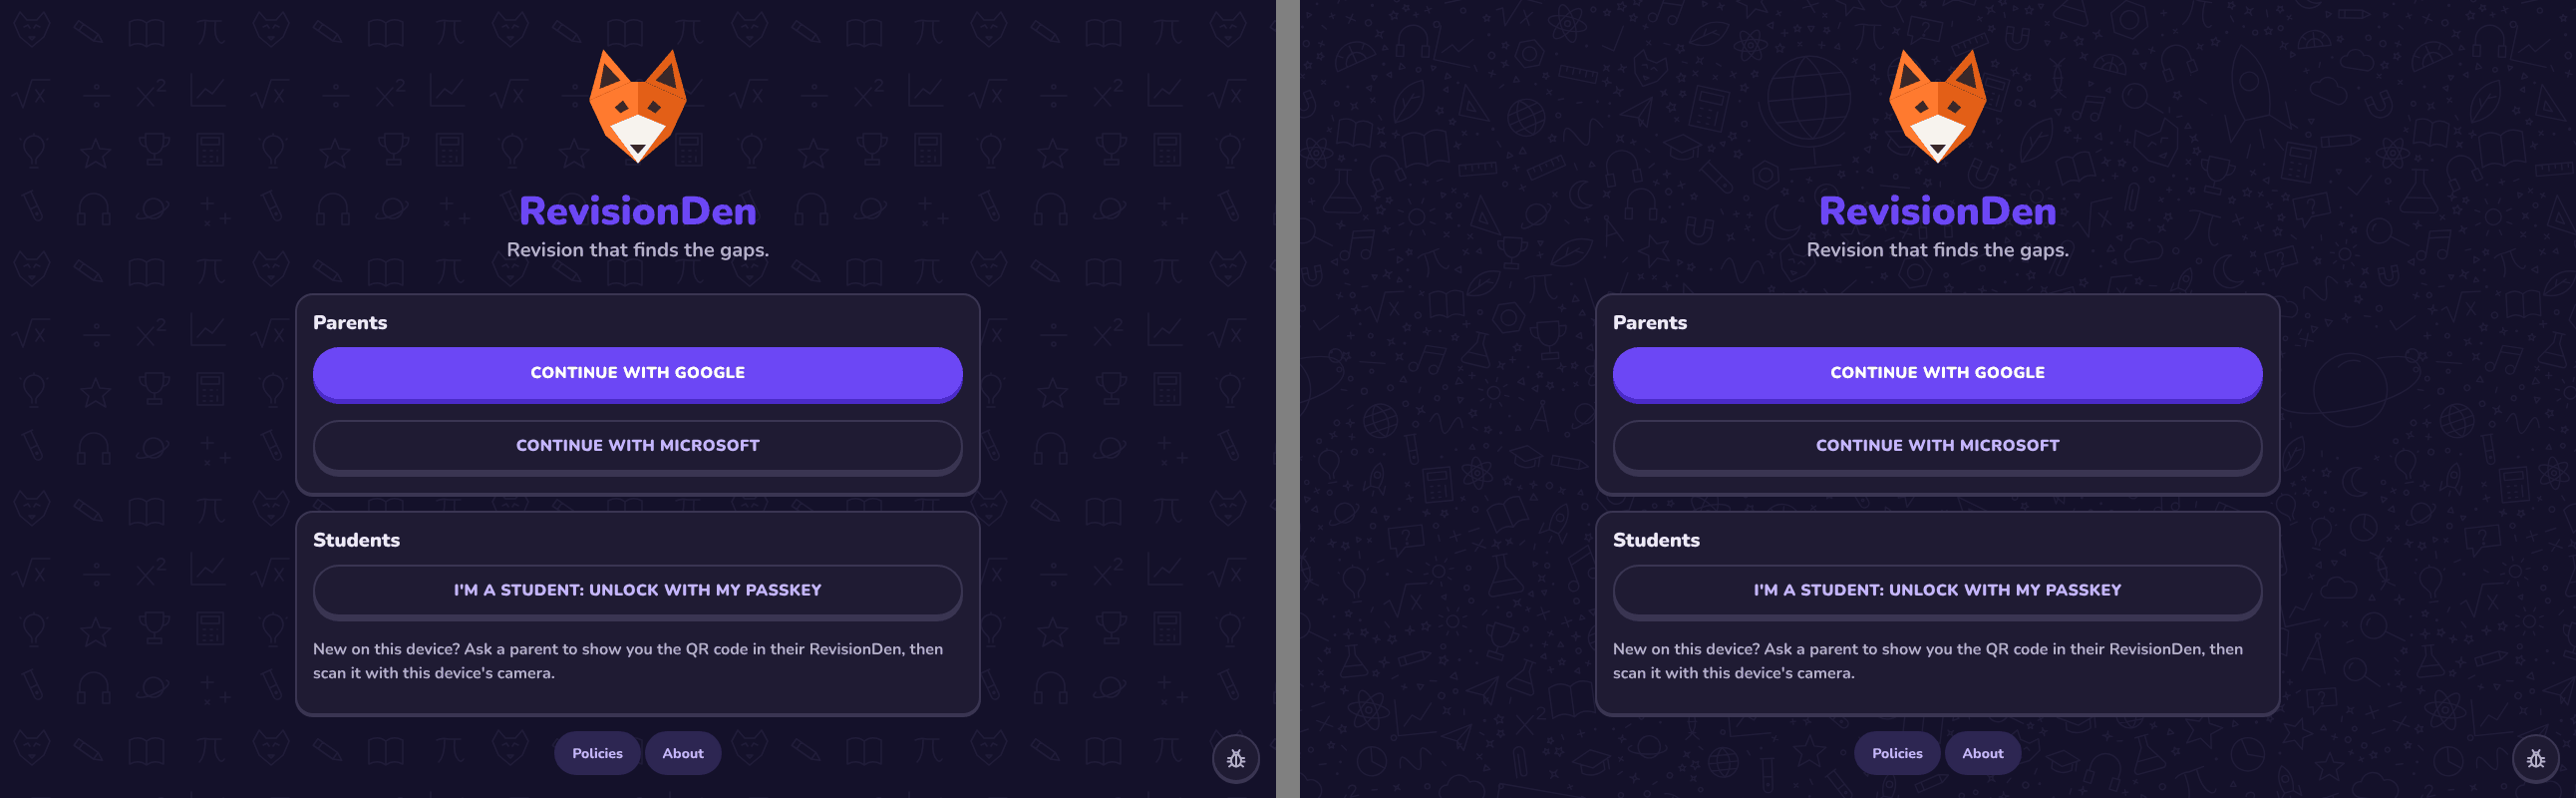 RevisionDen
Revision that finds the gaps.
Parents
CONTINUE WITH GOOGLE
CONTINUE WITH MICROSOFT
Students
I'M A STUDENT: UNLOCK WITH MY PASSKEY
New on this device? Ask a parent to show you the QR code in their RevisionDen, then
scan it with this device's camera.
Policies
About
RevisionDen
Revision that finds the gaps.
Parents
CONTINUE WITH GOOGLE
CONTINUE WITH MICROSOFT
Students
I'M A STUDENT: UNLOCK WITH MY PASSKEY
New on this device? Ask a parent to show you the QR code in their RevisionDen, then
scan it with this device's camera.
Policies
About